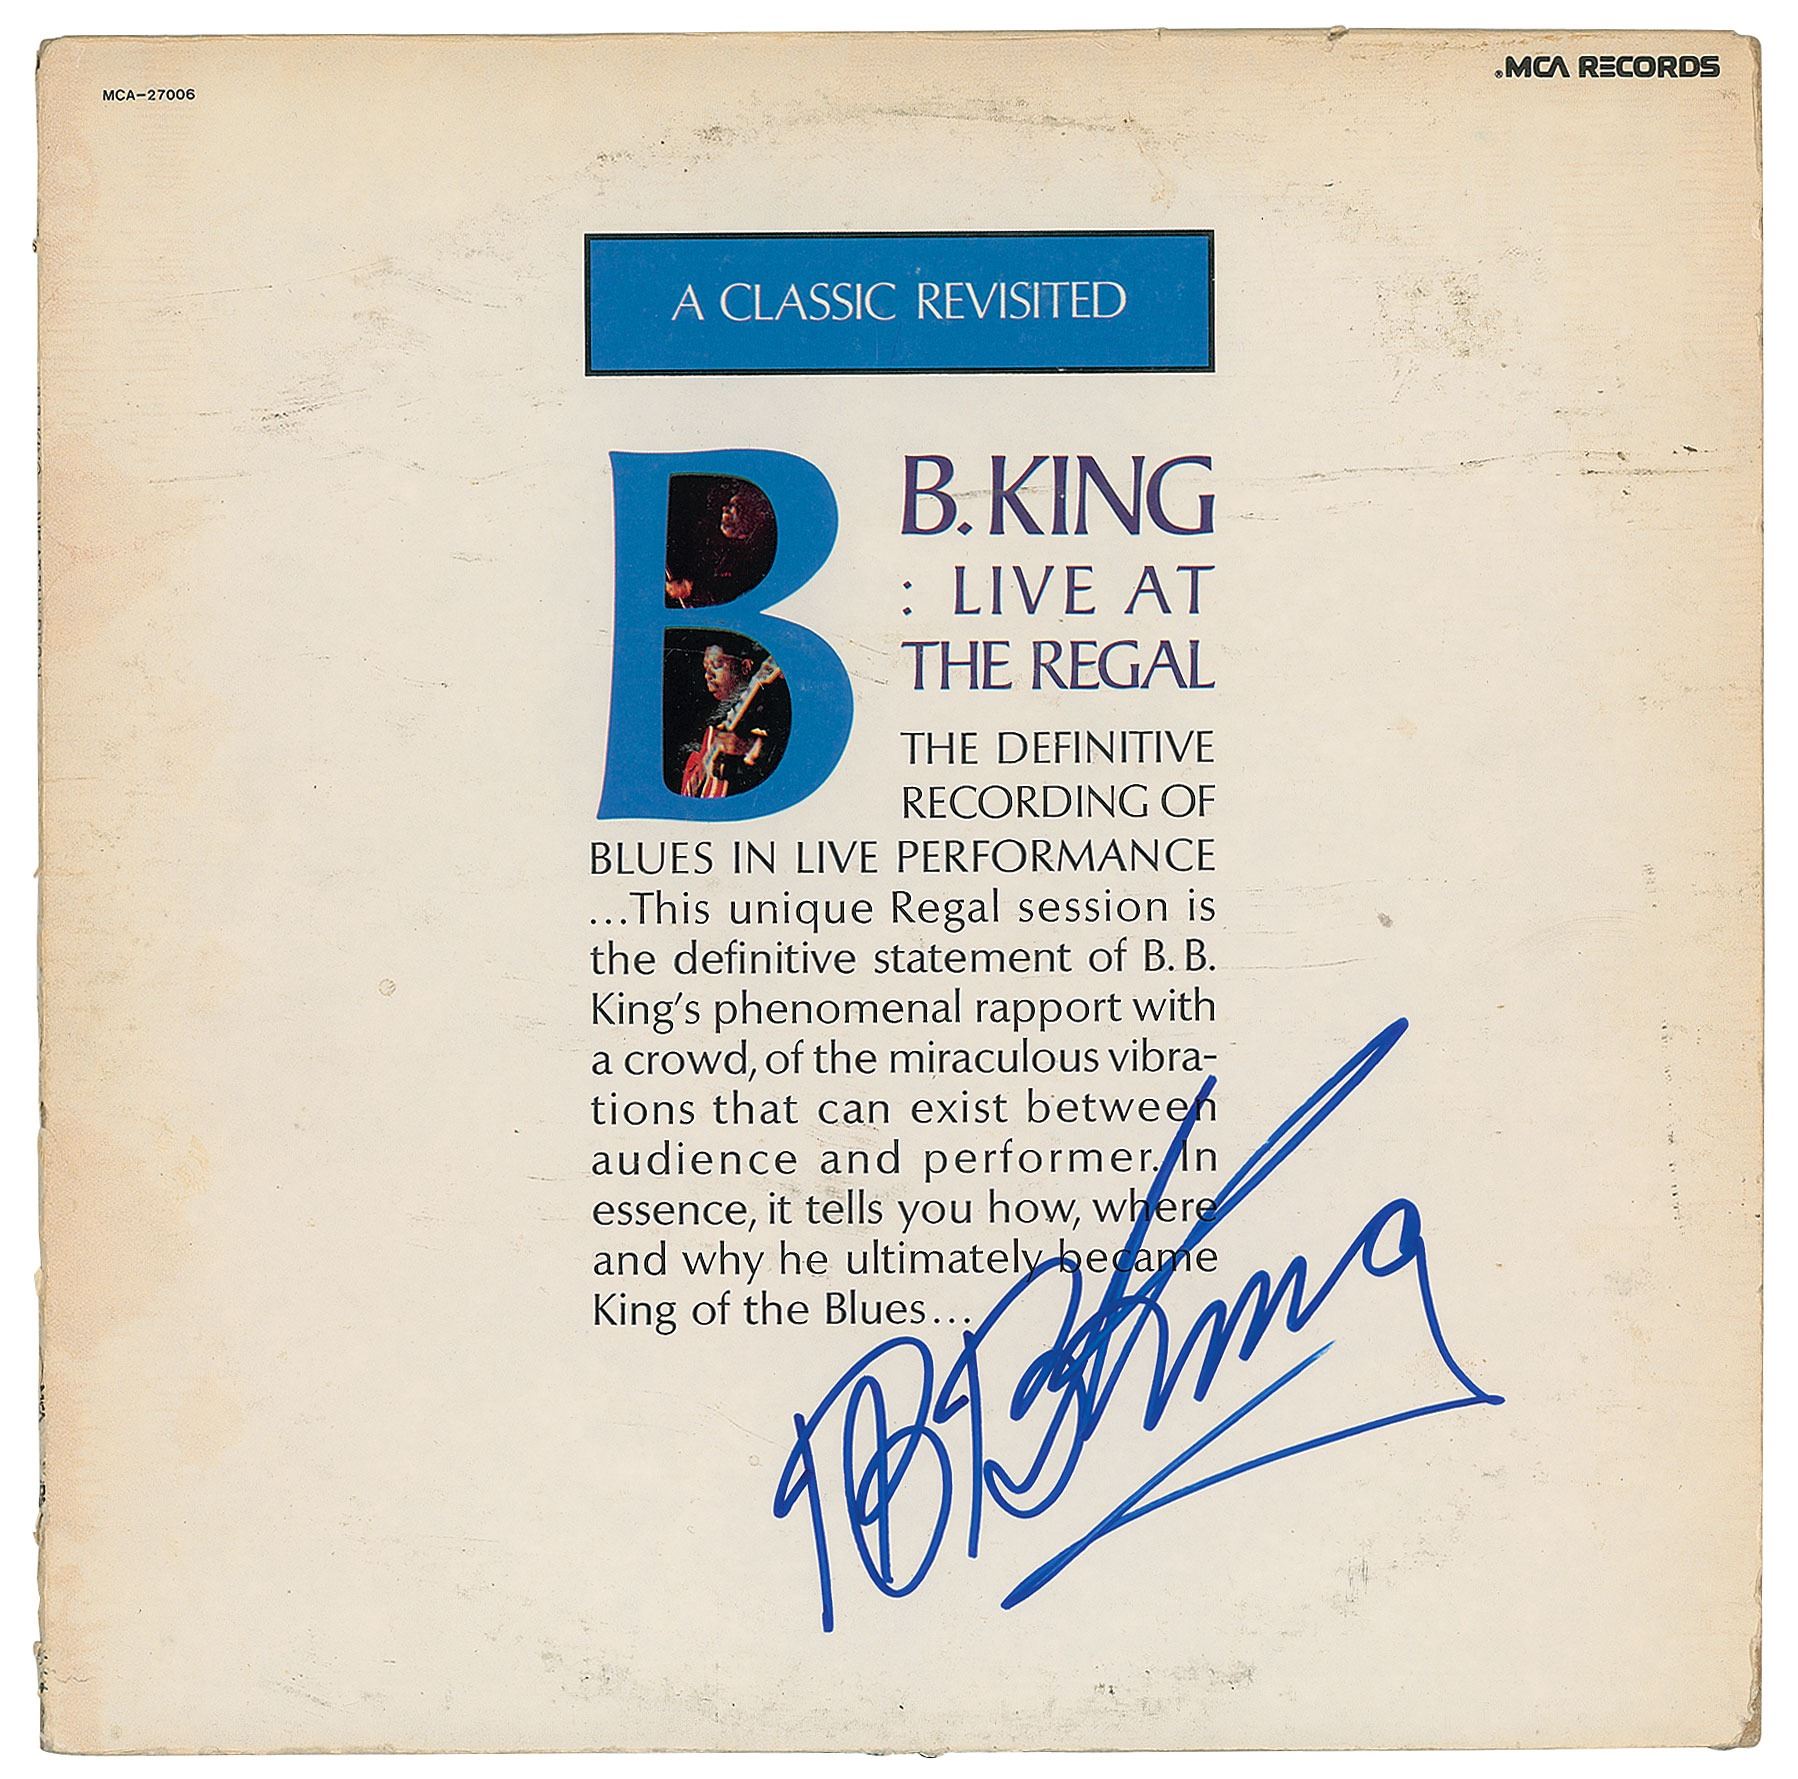 MCA-27006
®MCA RECORDS
A CLASSIC REVISITED
B B. KING
: LIVE AT
THE REGAL
THE DEFINITIVE
RECORDING OF
BLUES IN LIVE PERFORMANCE
...This unique Regal session is
the definitive statement of B.B.
King's phenomenal rapport with
a crowd, of the miraculous vibra-
tions that can exist between
audience and performer. In
essence, it tells you how, where
and why he ultimately became
King of the Blues...
BB King